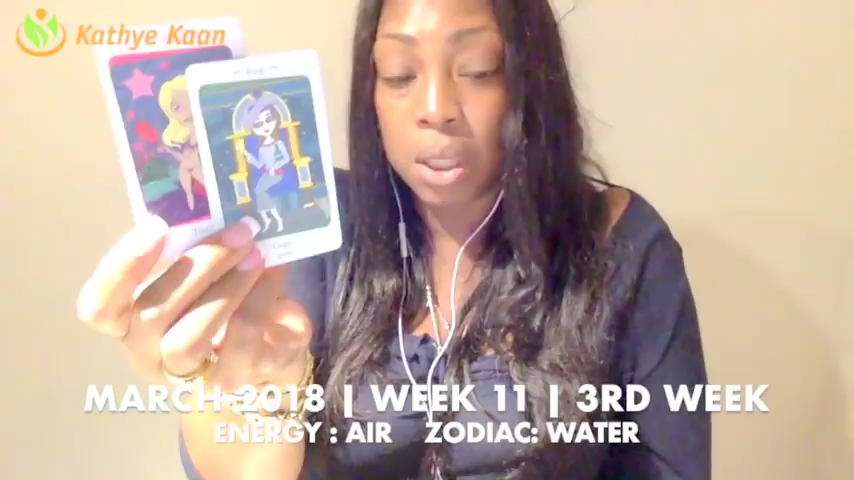 Kathye Kaan
MARCH 2018 | WEEK 11 | 3RD WEEK
ENERGY : AIR ZODIAC: WATER